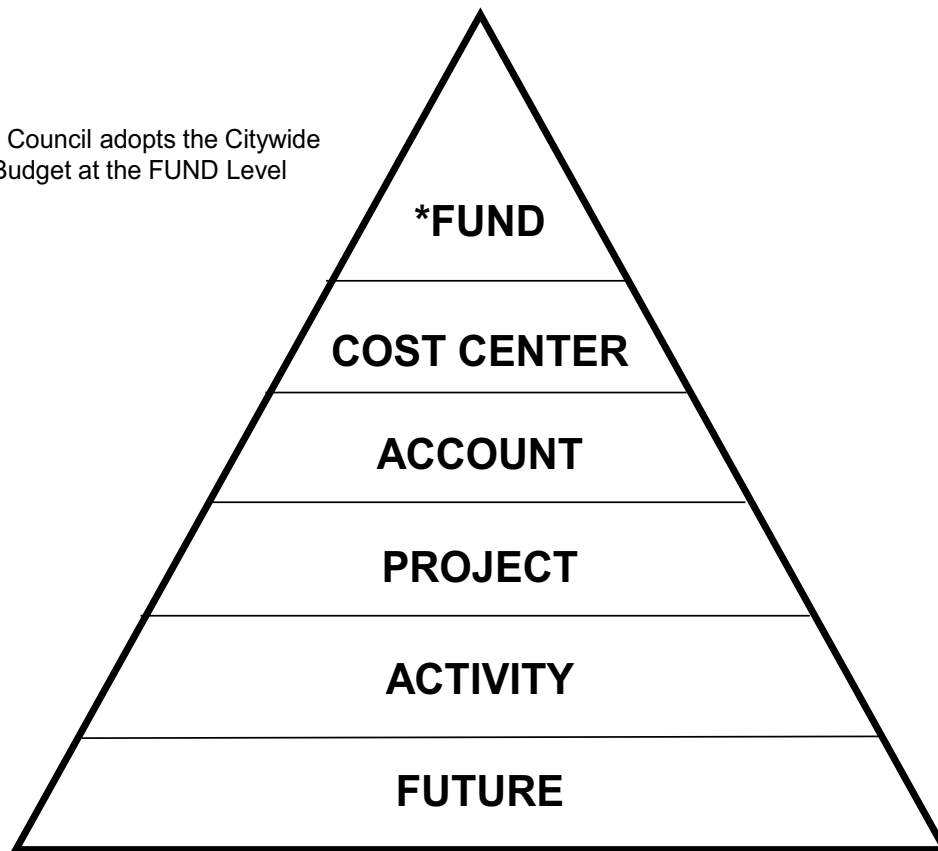 Council adopts the Citywide
Budget at the FUND Level
*FUND
COST CENTER
ACCOUNT
PROJECT
ACTIVITY
FUTURE